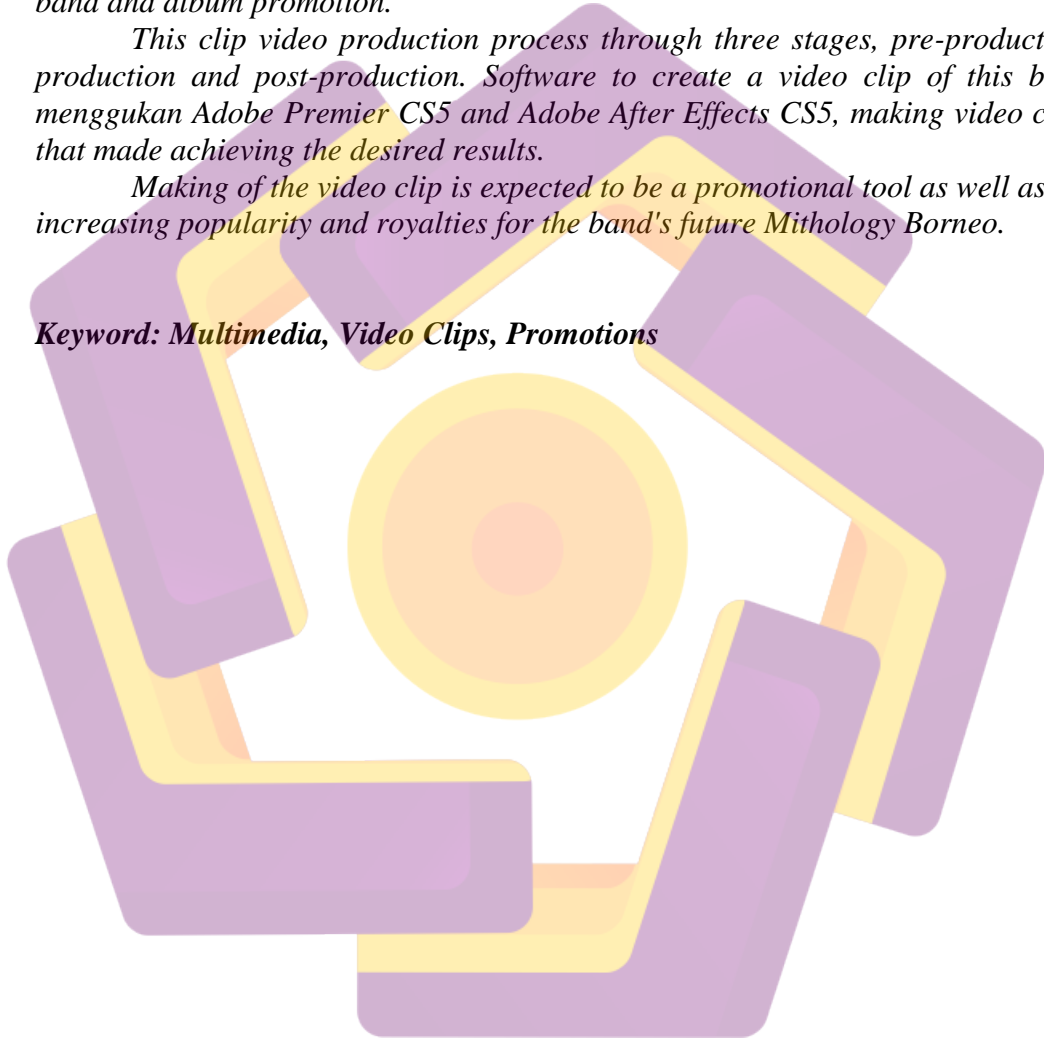 band and album promotion.
This clip video production process through three stages, pre-product
production and post-production. Software to create a video clip of this b
menggukan Adobe Premier CS5 and Adobe After Effects CS5, making video c
that made achieving the desired results.
Making of the video clip is expected to be a promotional tool as well as
increasing popularity and royalties for the band's future Mithology Borneo.
Keyword: Multimedia, Video Clips, Promotions